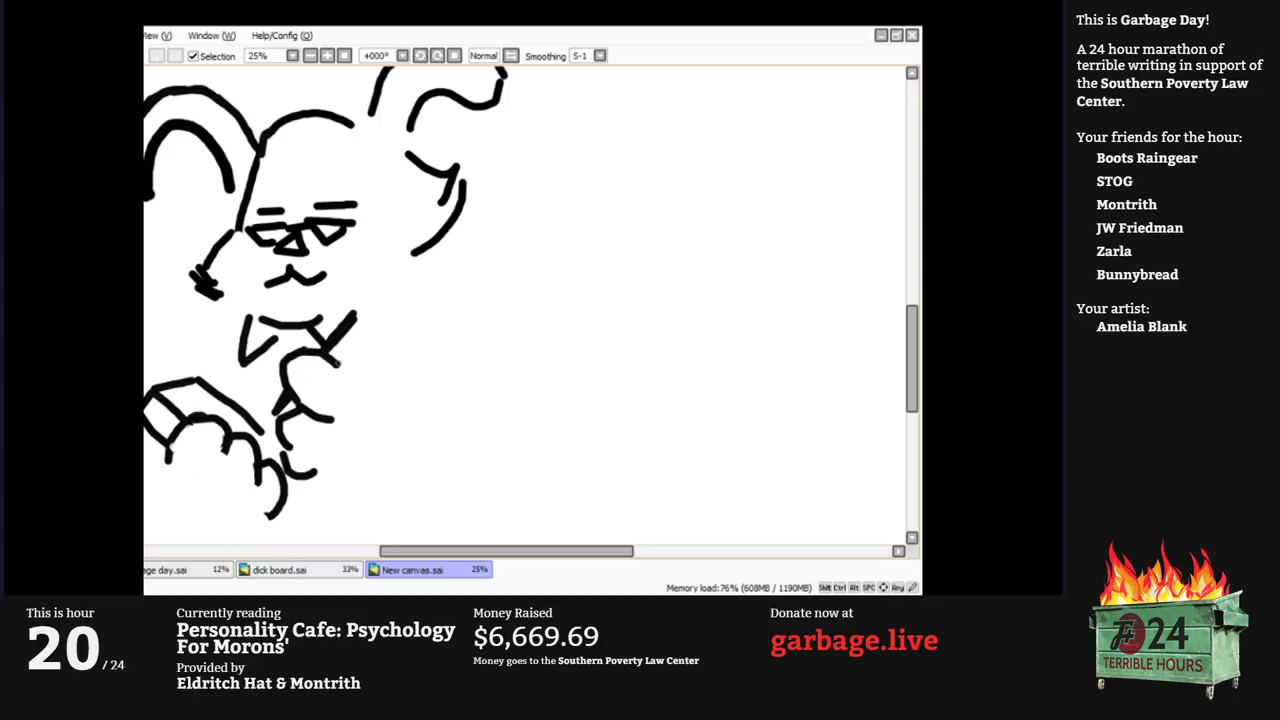 iew (V) Window (W) Help/Config (O)
Selection 25% +000° Normal Smoothing S-1
age day.sai 12% dick board.sai 33% New canvas.sai 25%
Memory load:76% (608MB / 1190MB) Shft Ctrl Alt SPC Any
This is Garbage Day!
A 24 hour marathon of
terrible writing in support of
the Southern Poverty Law
Center.
Your friends for the hour:
Boots Raingear
STOG
Montrith
JW Friedman
Zarla
Bunnybread
Your artist:
Amelia Blank
This is hour
20 / 24
Currently reading
Personality Cafe: Psychology
For Morons'
Provided by
Eldritch Hat & Montrith
Money Raised
$6,669.69
Money goes to the Southern Poverty Law Center
Donate now at
garbage.live
24
TERRIBLE HOURS